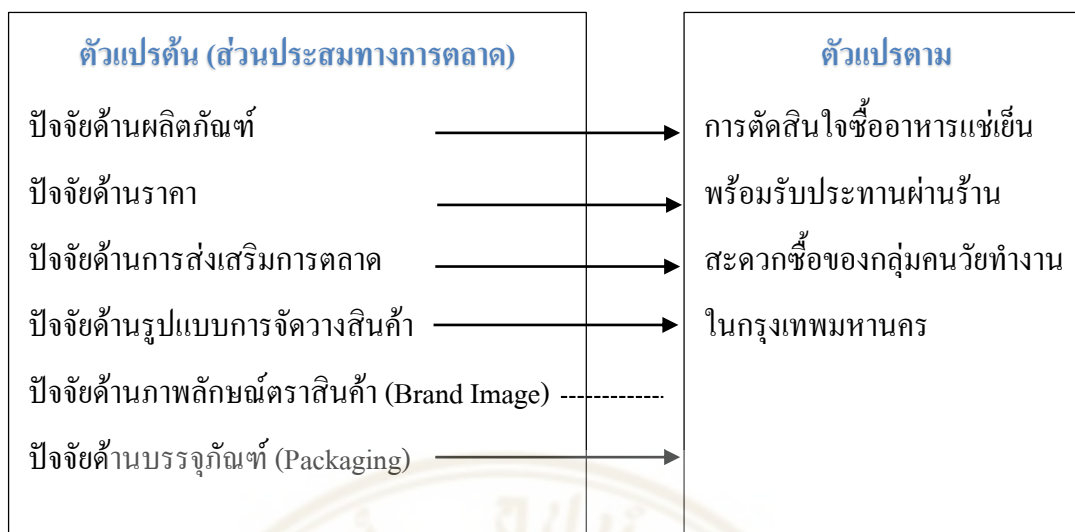 ตัวแปรต้น (ส่วนประสมทางการตลาด)
ปัจจัยด้านผลิตภัณฑ์
ปัจจัยด้านราคา
ปัจจัยด้านการส่งเสริมการตลาด
ปัจจัยด้านรูปแบบการจัดวางสินค้า
ปัจจัยด้านภาพลักษณ์ตราสินค้า (Brand Image)
ปัจจัยด้านบรรจุภัณฑ์ (Packaging)
ตัวแปรตาม
การตัดสินใจซื้ออาหารแช่เย็น
พร้อมรับประทานผ่านร้าน
สะดวกซื้อของกลุ่มคนวัยทำงาน
ในกรุงเทพมหานคร